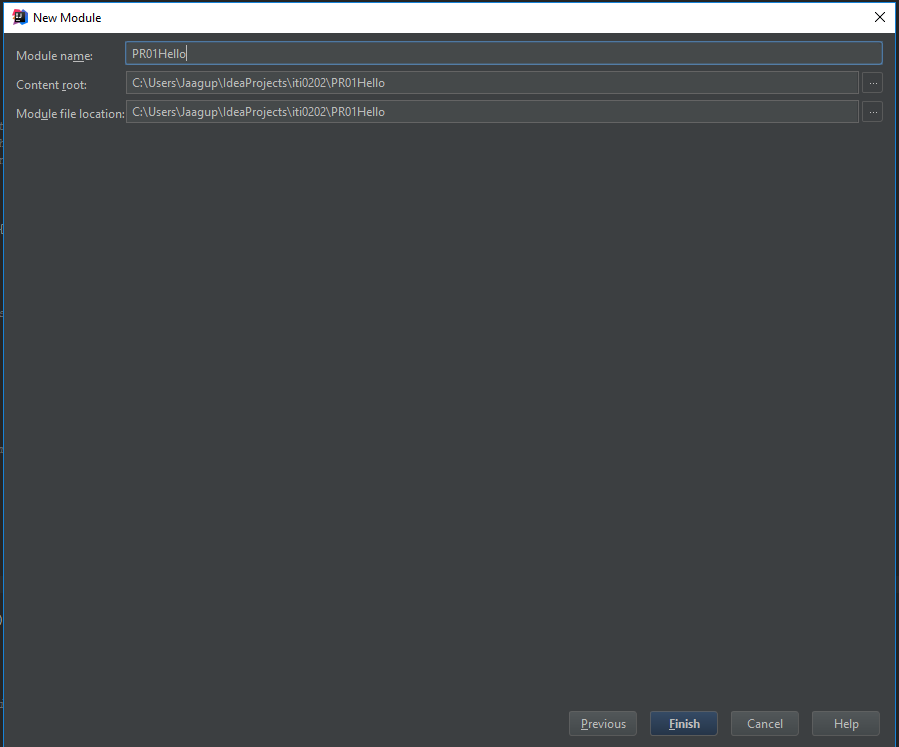 New Module
Module name: PR01Hello
Content root: C:\Users\Jaagup\IdeaProjects\iti0202\PR01Hello ...
Module file location: C:\Users\Jaagup\IdeaProjects\iti0202\PR01Hello ...
Previous Finish Cancel Help